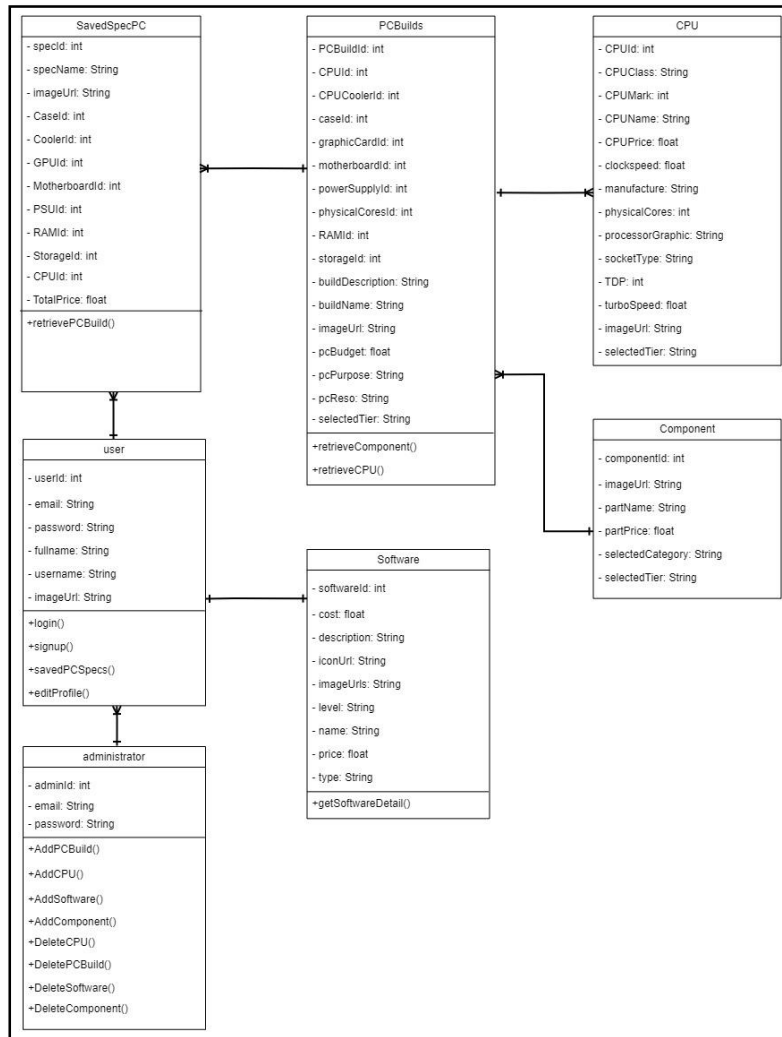 SavedSpecPC
- specId: int
- specName: String
- imageUrl: String
- CaseId: int
- CoolerId: int
- GPUId: int
- MotherboardId: int
- PSUId: int
- RAMId: int
- StorageId: int
- CPUId: int
- TotalPrice: float
+retrievePCBuild()
PCBuilds
- PCBuildId: int
- CPUId: int
- CPUCoolerId: int
- caseId: int
- graphicCardId: int
- motherboardId: int
- powerSupplyId: int
- physicalCoresId: int
- RAMId: int
- storageId: int
- buildDescription: String
- buildName: String
- imageUrl: String
- pcBudget: float
- pcPurpose: String
- pcReso: String
- selectedTier: String
+retrieveComponent()
+retrieveCPU()
CPU
- CPUId: int
- CPUClass: String
- CPUMark: int
- CPUName: String
- CPUPrice: float
- clockspeed: float
- manufacture: String
- physicalCores: int
- processorGraphic: String
- socketType: String
- TDP: int
- turboSpeed: float
- imageUrl: String
- selectedTier: String
Component
- componentId: int
- imageUrl: String
- partName: String
- partPrice: float
- selectedCategory: String
- selectedTier: String
user
- userId: int
- email: String
- password: String
- fullname: String
- username: String
- imageUrl: String
+login()
+signup()
+savedPCSpecs()
+editProfile()
Software
- softwareId: int
- cost: float
- description: String
- iconUrl: String
- imageUrls: String
- level: String
- name: String
- price: float
- type: String
+getSoftwareDetail()
administrator
- adminId: int
- email: String
- password: String
+AddPCBuild()
+AddCPU()
+AddSoftware()
+AddComponent()
+DeleteCPU()
+DeletePCBuild()
+DeleteSoftware()
+DeleteComponent()